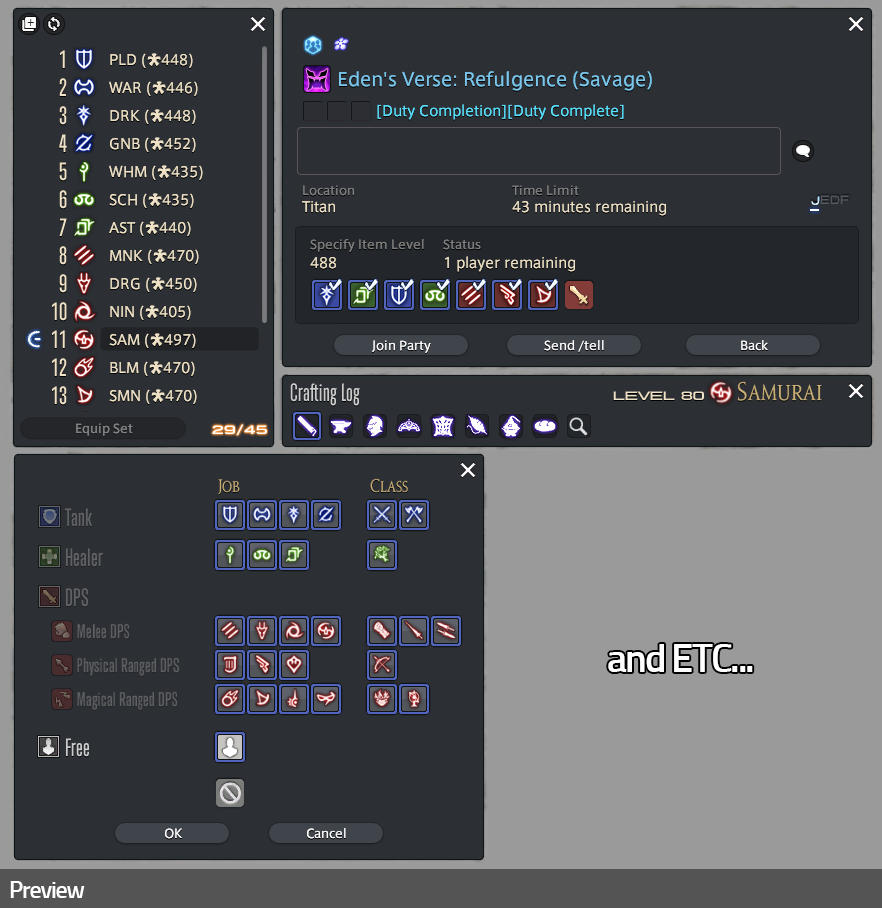 1 PLD (★448)
2 WAR (★446)
3 DRK (★448)
4 GNB (★452)
5 WHM (★435)
6 SCH (★435)
7 AST (★440)
8 MNK (★470)
9 DRG (★450)
10 NIN (★405)
11 SAM (★497)
12 BLM (★470)
13 SMN (★470)
Equip Set 29/45
Eden's Verse: Refulgence (Savage)
[Duty Completion][Duty Complete]
Location Time Limit
Titan 43 minutes remaining
JEDF
Specify Item Level Status
488 1 player remaining
Join Party Send /tell Back
Crafting Log LEVEL 80 SAMURAI
JOB CLASS
Tank
Healer
DPS
Melee DPS
Physical Ranged DPS
Magical Ranged DPS
Free
OK Cancel
and ETC...
Preview